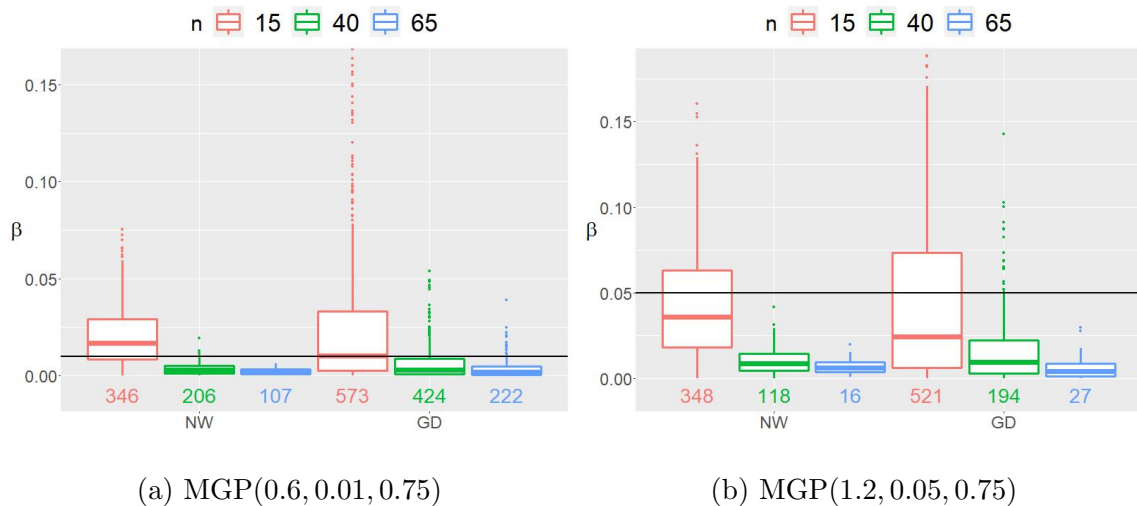 n 15 40 65
0.15
0.10
0.05
0.00
β
346 206 107 573 424 222
NW GD
(a) MGP(0.6, 0.01, 0.75)
n 15 40 65
0.15
0.10
0.05
0.00
β
348 118 16 521 194 27
NW GD
(b) MGP(1.2, 0.05, 0.75)